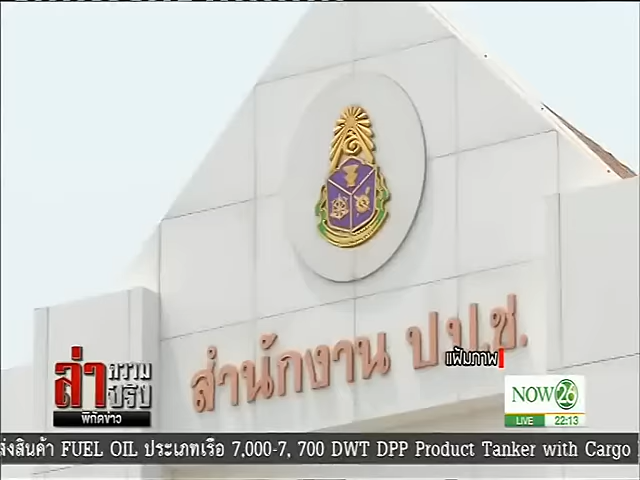 สำนักงาน ป.ป.ช.
แฟ้มภาพ
ล่า
ความ
จริง
พิกัดข่าว
NOW26
LIVE 22:13
ส่งสินค้า FUEL OIL ประเภทเรือ 7,000-7, 700 DWT DPP Product Tanker with Cargo